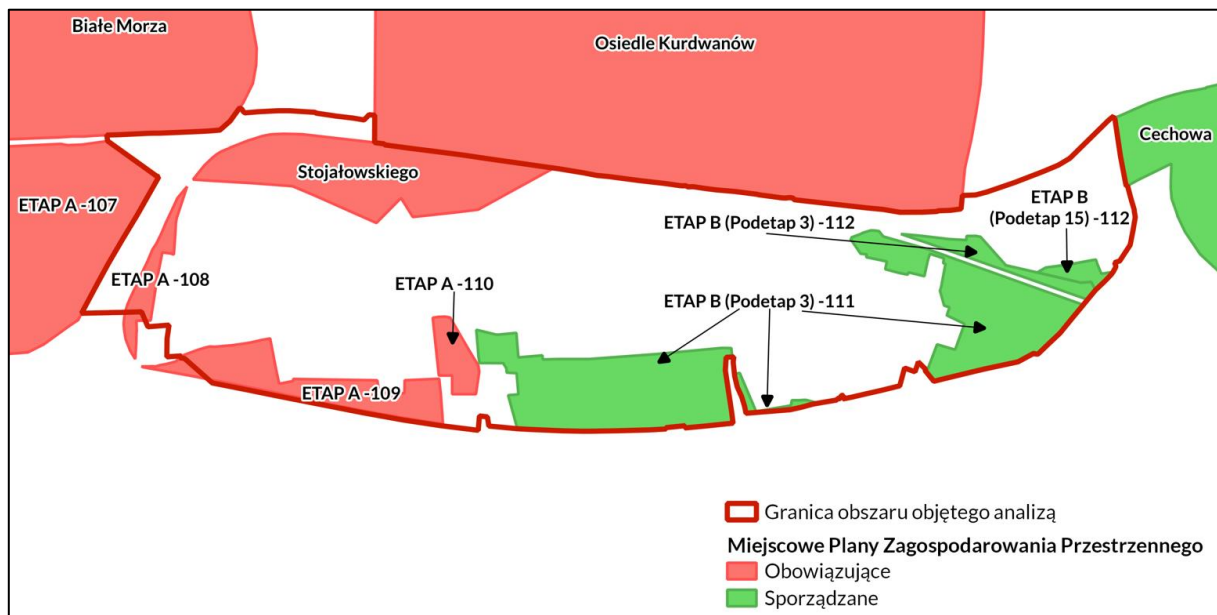 Białe Morza
Osiedle Kurdwanów
Cechowa
Stojałowskiego
ETAP A -107
ETAP B
(Podetap 15) -112
ETAP B (Podetap 3) -112
ETAP A -108
ETAP A -110
ETAP B (Podetap 3) -111
ETAP A -109
Granica obszaru objętego analizą
Miejscowe Plany Zagospodarowania Przestrzennego
Obowiązujące
Sporządzane